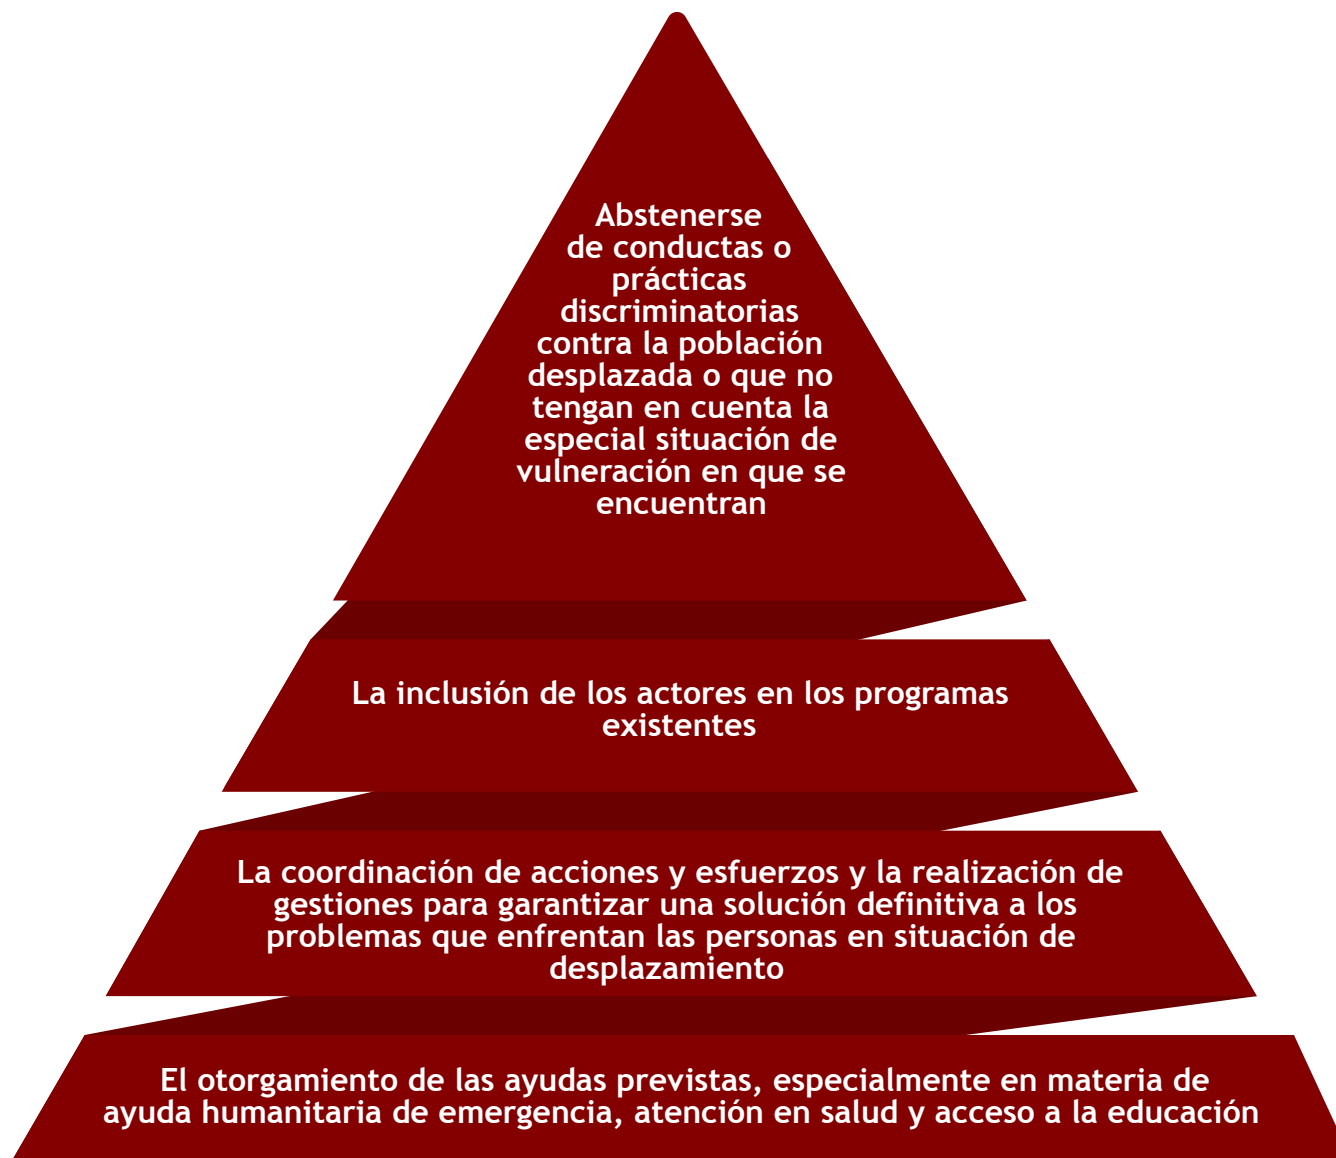 Abstenerse
de conductas o
prácticas
discriminatorias
contra la población
desplazada o que no
tengan en cuenta la
especial situación de
vulneración en que se
encuentran
La inclusión de los actores en los programas
existentes
La coordinación de acciones y esfuerzos y la realización de
gestiones para garantizar una solución definitiva a los
problemas que enfrentan las personas en situación de
desplazamiento
El otorgamiento de las ayudas previstas, especialmente en materia de
ayuda humanitaria de emergencia, atención en salud y acceso a la educación